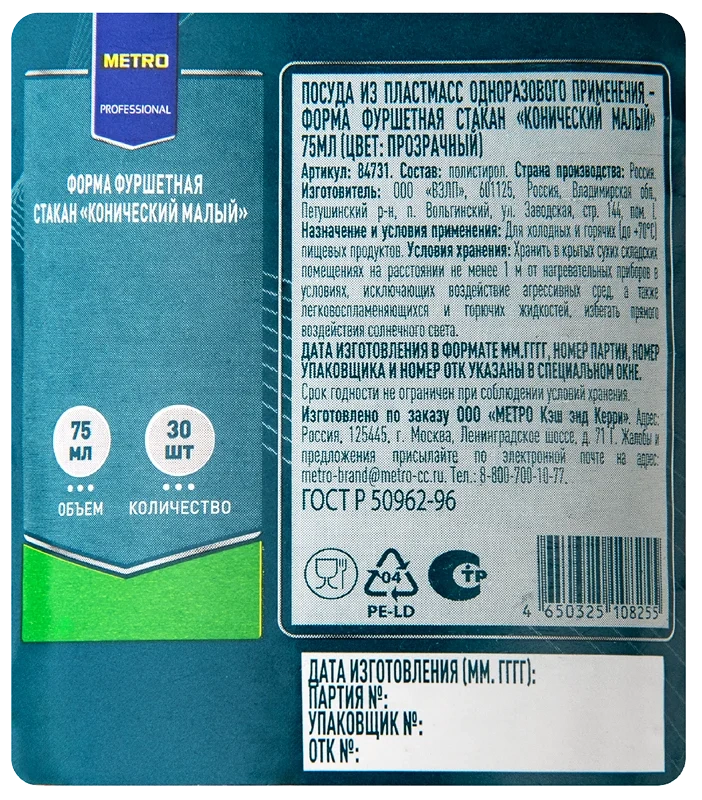 METRO
PROFESSIONAL
ФОРМА ФУРШЕТНАЯ
СТАКАН «КОНИЧЕСКИЙ МАЛЫЙ»
75
МЛ
30
ШТ
ОБЪЕМ
КОЛИЧЕСТВО
ПОСУДА ИЗ ПЛАСТМАСС ОДНОРАЗОВОГО ПРИМЕНЕНИЯ -
ФОРМА ФУРШЕТНАЯ СТАКАН «КОНИЧЕСКИЙ МАЛЫЙ»
75МЛ (ЦВЕТ: ПРОЗРАЧНЫЙ)
Артикул: 84731. Состав: полистирол. Страна производства: Россия.
Изготовитель: ООО «ВЗЛП», 601125, Россия, Владимирская обл.,
Петушинский р-н, п. Вольгинский, ул. Заводская, стр. 144, пом. I.
Назначение и условия применения: Для холодных и горячих (до +70°C)
пищевых продуктов. Условия хранения: Хранить в крытых сухих складских
помещениях на расстоянии не менее 1 м от нагревательных приборов в
условиях, исключающих воздействие агрессивных сред, а также
легковоспламеняющихся и горючих жидкостей, избегать прямого
воздействия солнечного света.
ДАТА ИЗГОТОВЛЕНИЯ В ФОРМАТЕ ММ.ГГГГ, НОМЕР ПАРТИИ, НОМЕР
УПАКОВЩИКА И НОМЕР ОТК УКАЗАНЫ В СПЕЦИАЛЬНОМ ОКНЕ.
Срок годности не ограничен при соблюдении условий хранения.
Изготовлено по заказу ООО «МЕТРО Кэш энд Керри». Адрес:
Россия, 125445, г. Москва, Ленинградское шоссе, д. 71 Г. Жалобы и
предложения присылайте по электронной почте на адрес:
metro-brand@metro-cc.ru. Тел.: 8-800-700-10-77.
ГОСТ Р 50962-96
04
PE-LD
СТР
4 650325 108255
ДАТА ИЗГОТОВЛЕНИЯ (ММ. ГГГГ):
ПАРТИЯ №:
УПАКОВЩИК №:
ОТК №: